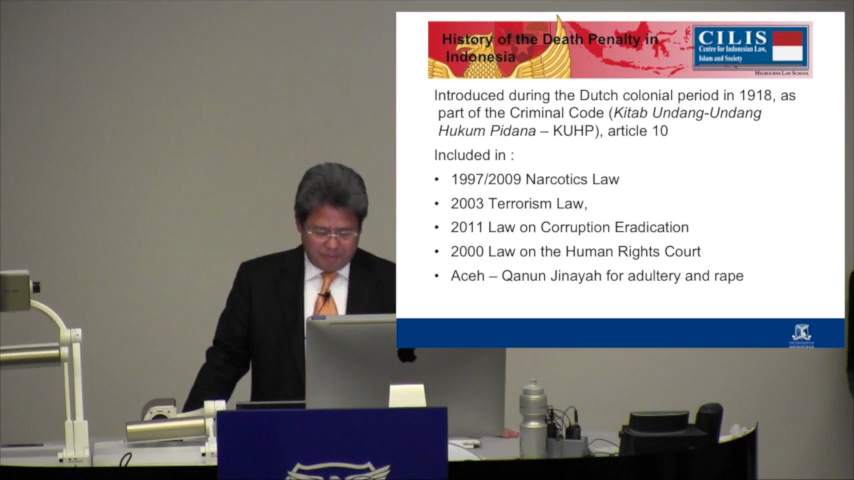 History of the Death Penalty in
Indonesia
CILIS
Centre for Indonesian Law,
Islam and Society
MELBOURNE LAW SCHOOL
Introduced during the Dutch colonial period in 1918, as
part of the Criminal Code (Kitab Undang-Undang
Hukum Pidana – KUHP), article 10
Included in :
• 1997/2009 Narcotics Law
• 2003 Terrorism Law,
• 2011 Law on Corruption Eradication
• 2000 Law on the Human Rights Court
• Aceh – Qanun Jinayah for adultery and rape